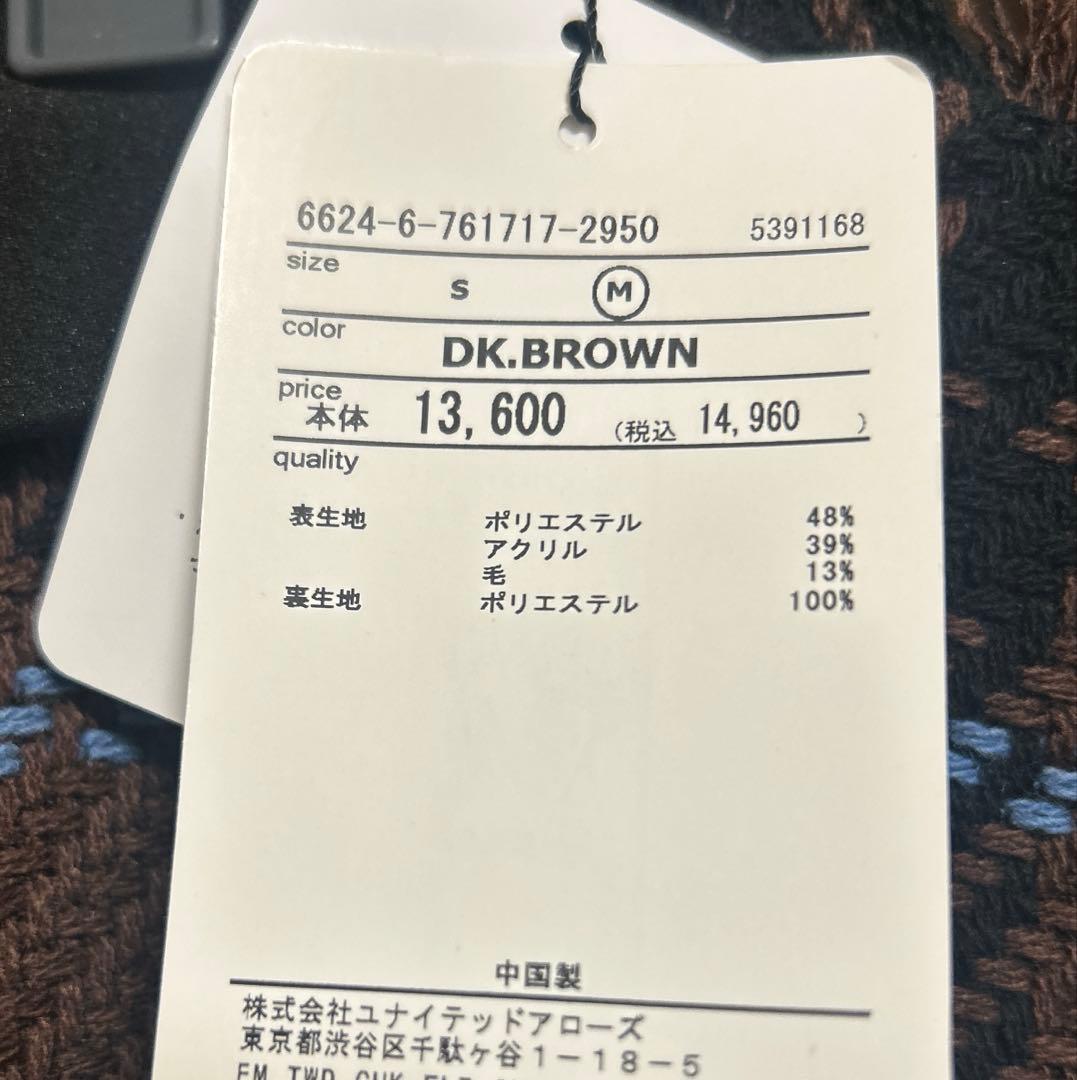 6624-6-761717-2950 5391168
size
S M
color
DK.BROWN
price
本体 13,600 (税込 14,960 )
quality
表生地 ポリエステル 48%
アクリル 39%
毛 13%
裏生地 ポリエステル 100%
中国製
株式会社ユナイテッドアローズ
東京都渋谷区千駄ケ谷1-18-5